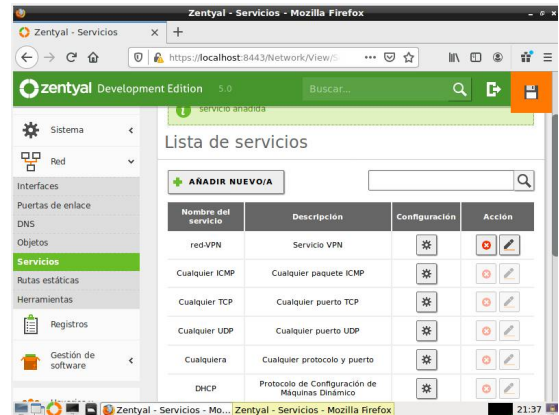 Zentyal - Servicios - Mozilla Firefox
Zentyal - Servicios
https://localhost:8443/Network/View/S
zentyal Development Edition 5.0
Buscar...
servicio añadida
Sistema
Red
Interfaces
Puertas de enlace
DNS
Objetos
Servicios
Rutas estáticas
Herramientas
Registros
Gestión de
software
Lista de servicios
AÑADIR NUEVO/A
Nombre del servicio Descripción Configuración Acción
red-VPN Servicio VPN
Cualquier ICMP Cualquier paquete ICMP
Cualquier TCP Cualquier puerto TCP
Cualquier UDP Cualquier puerto UDP
Cualquiera Cualquier protocolo y puerto
DHCP Protocolo de Configuración de Máquinas Dinámico
Zentyal - Servicios - Mo... Zentyal - Servicios - Mozilla Firefox 21:37